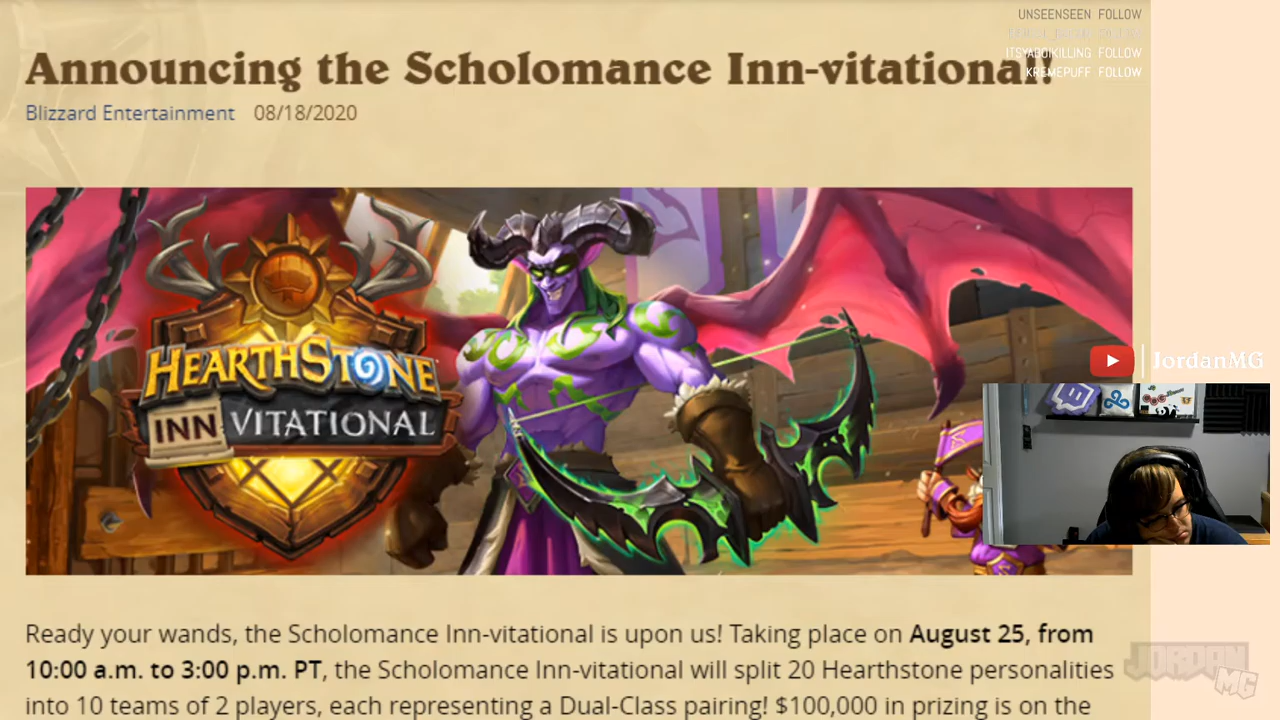 UNSEENSEEN FOLLOW
ITSYABOIKILLING FOLLOW
KREMEPUFF FOLLOW
Announcing the Scholomance Inn-vitational!
Blizzard Entertainment 08/18/2020
HEARTHSTONE
INN VITATIONAL
JordanMG
Ready your wands, the Scholomance Inn-vitational is upon us! Taking place on August 25, from
10:00 a.m. to 3:00 p.m. PT, the Scholomance Inn-vitational will split 20 Hearthstone personalities
into 10 teams of 2 players, each representing a Dual-Class pairing! $100,000 in prizing is on the
JORDAN
MG